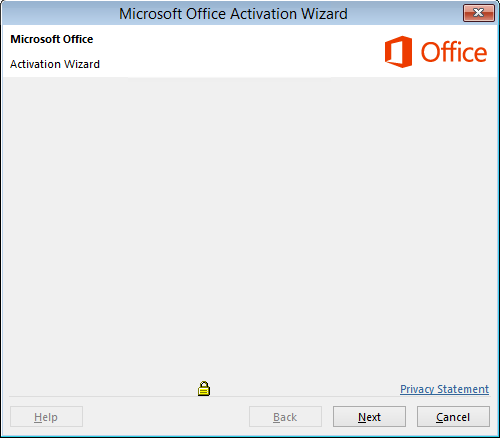 Microsoft Office Activation Wizard
Microsoft Office
Office
Activation Wizard
Privacy Statement
Help
Back
Next
Cancel